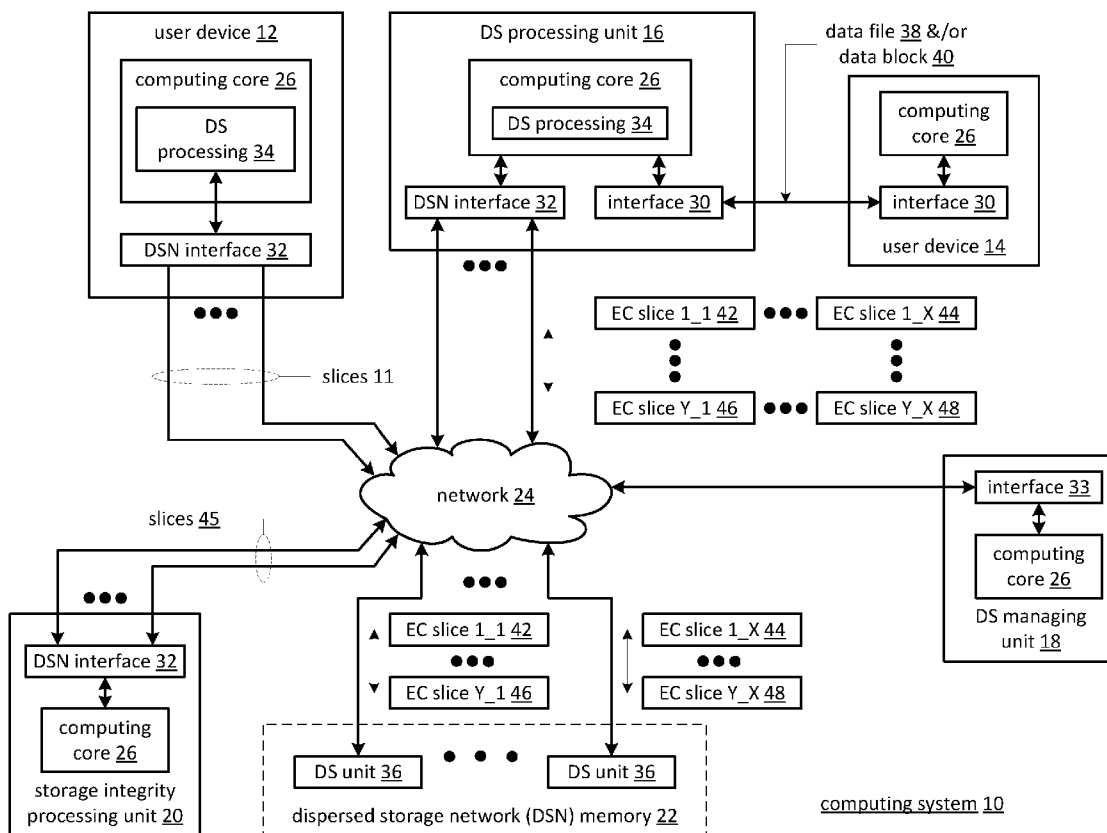 user device 12
computing core 26
DS
processing 34
DSN interface 32
DS processing unit 16
computing core 26
DS processing 34
DSN interface 32
interface 30
data file 38 &/or
data block 40
computing
core 26
interface 30
user device 14
EC slice 1_1 42
EC slice 1_X 44
EC slice Y_1 46
EC slice Y_X 48
slices 11
network 24
interface 33
computing
core 26
DS managing
unit 18
slices 45
DSN interface 32
computing
core 26
storage integrity
processing unit 20
EC slice 1_1 42
EC slice Y_1 46
EC slice 1_X 44
EC slice Y_X 48
DS unit 36
DS unit 36
dispersed storage network (DSN) memory 22
computing system 10